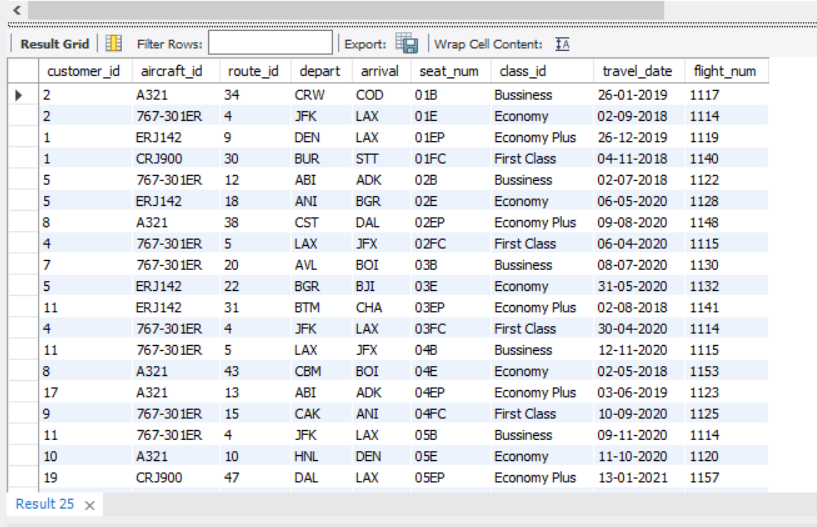 Result Grid Filter Rows: Export: Wrap Cell Content: IA
customer_id aircraft_id route_id depart arrival seat_num class_id travel_date flight_num
2 A321 34 CRW COD 01B Bussiness 26-01-2019 1117
2 767-301ER 4 JFK LAX 01E Economy 02-09-2018 1114
1 ERJ142 9 DEN LAX 01EP Economy Plus 26-12-2019 1119
1 CRJ900 30 BUR STT 01FC First Class 04-11-2018 1140
5 767-301ER 12 ABI ADK 02B Bussiness 02-07-2018 1122
5 ERJ142 18 ANI BGR 02E Economy 06-05-2020 1128
8 A321 38 CST DAL 02EP Economy Plus 09-08-2020 1148
4 767-301ER 5 LAX JFX 02FC First Class 06-04-2020 1115
7 767-301ER 20 AVL BOI 03B Bussiness 08-07-2020 1130
5 ERJ142 22 BGR BJI 03E Economy 31-05-2020 1132
11 ERJ142 31 BTM CHA 03EP Economy Plus 02-08-2018 1141
4 767-301ER 4 JFK LAX 03FC First Class 30-04-2020 1114
11 767-301ER 5 LAX JFX 04B Bussiness 12-11-2020 1115
8 A321 43 CBM BOI 04E Economy 02-05-2018 1153
17 A321 13 ABI ADK 04EP Economy Plus 03-06-2019 1123
9 767-301ER 15 CAK ANI 04FC First Class 10-09-2020 1125
11 767-301ER 4 JFK LAX 05B Bussiness 09-11-2020 1114
10 A321 10 HNL DEN 05E Economy 11-10-2020 1120
19 CRJ900 47 DAL LAX 05EP Economy Plus 13-01-2021 1157
Result 25